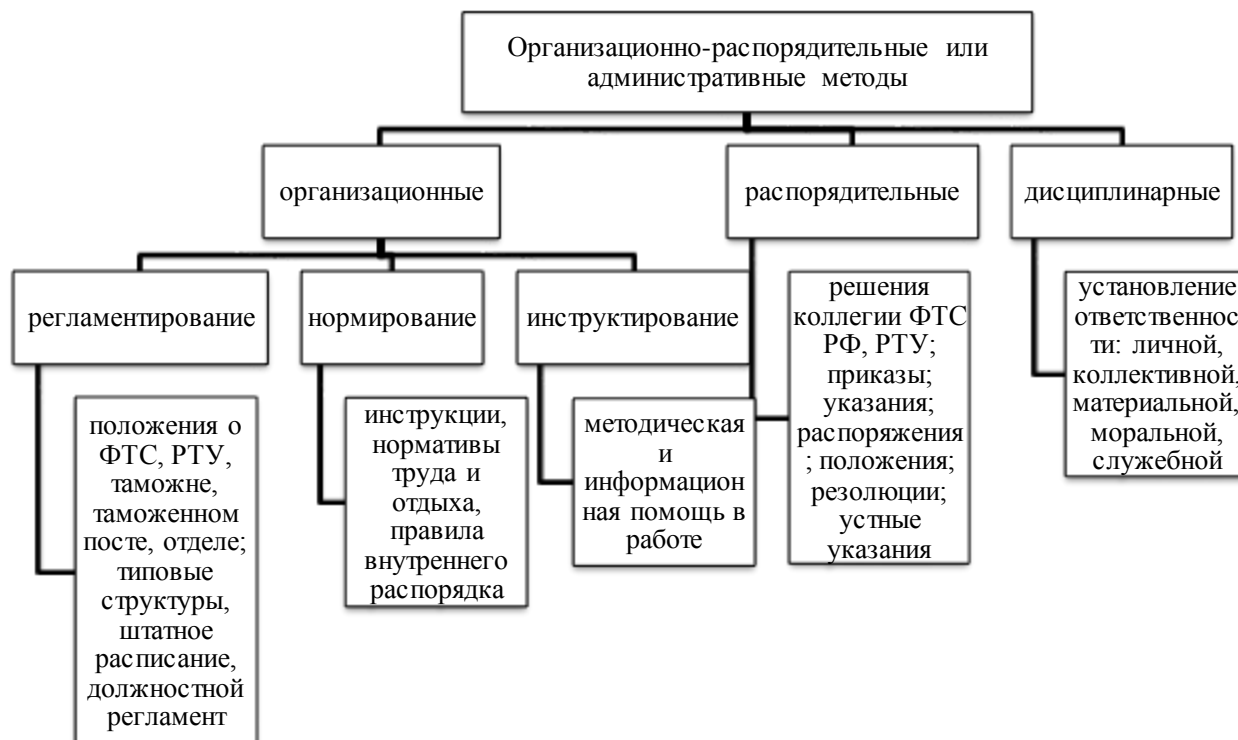 Организационно-распорядительные или
административные методы
организационные
распорядительные
дисциплинарные
регламентирование
нормирование
инструктирование
решения
коллегии ФТС
РФ, РТУ;
приказы;
указания;
распоряжения
; положения;
резолюции;
устные
указания
установление
ответственнос
ти: личной,
коллективной,
материальной,
моральной,
служебной
положения о
ФТС, РТУ,
таможне,
таможенном
посте, отделе;
типовые
структуры,
штатное
расписание,
должностной
регламент
инструкции,
нормативы
труда и
отдыха,
правила
внутреннего
распорядка
методическая
и
информацион
ная помощь в
работе